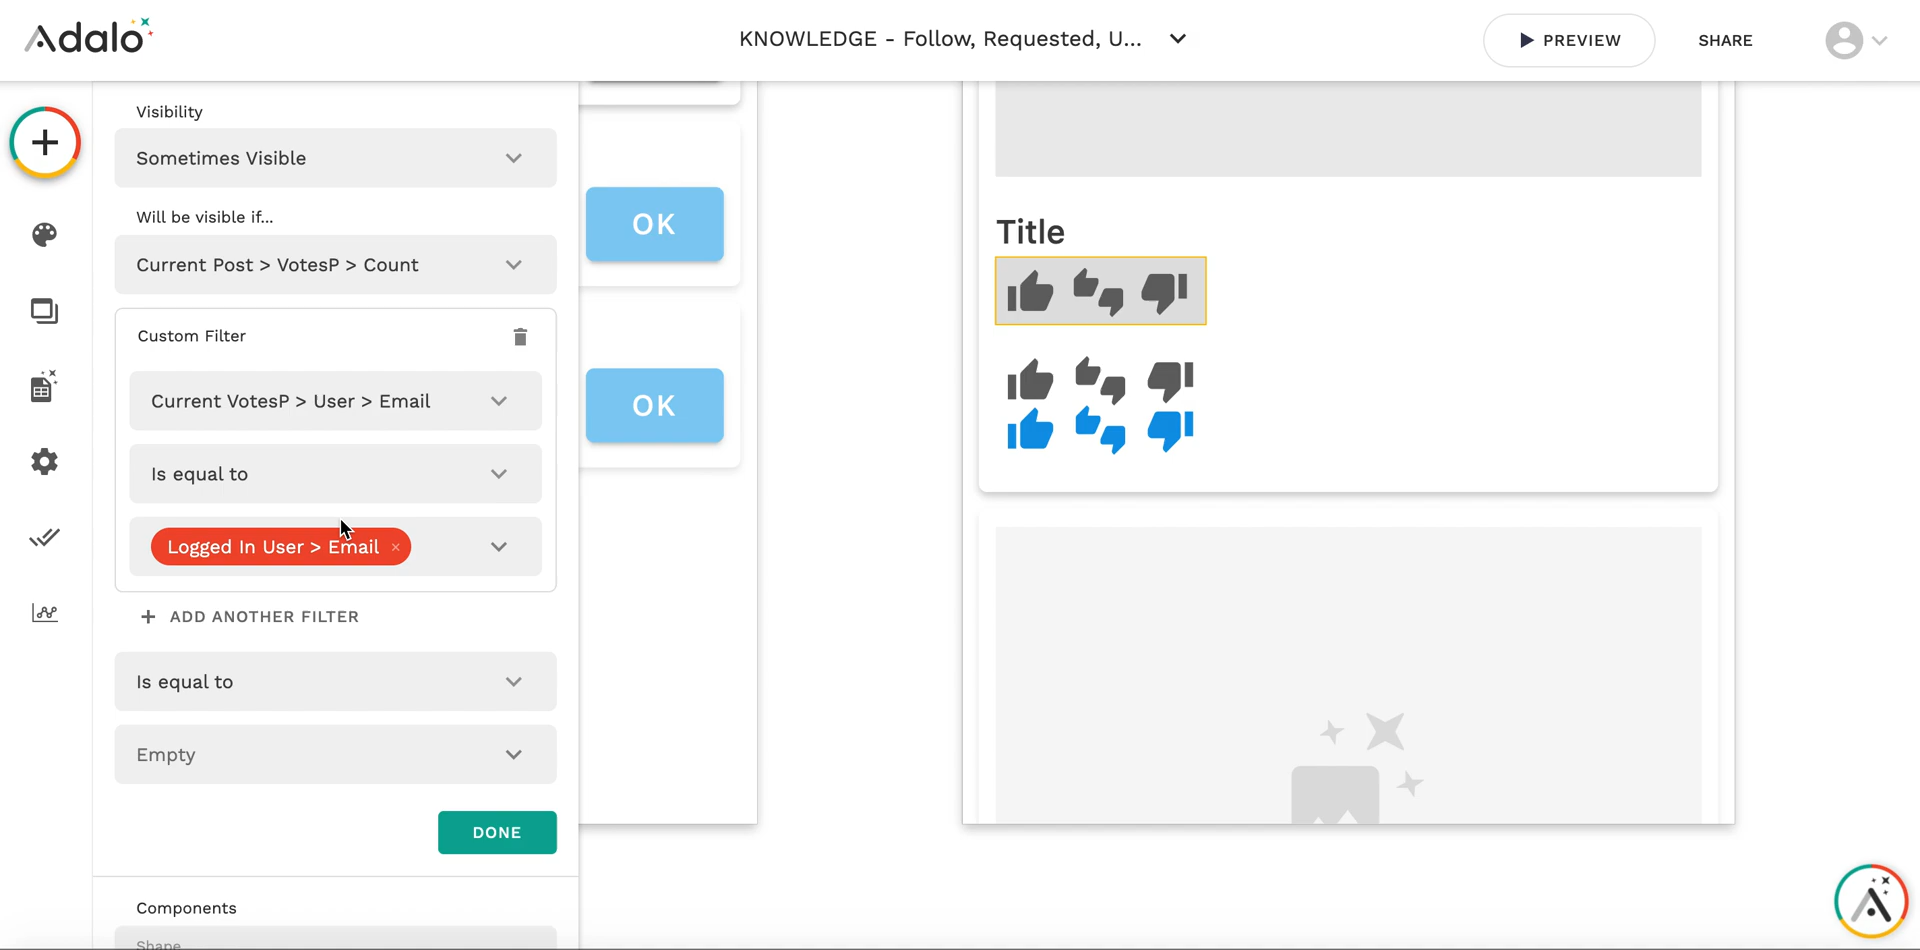 Adalo
KNOWLEDGE - Follow, Requested, U...
PREVIEW
SHARE
Visibility
Sometimes Visible
Will be visible if...
Current Post > VotesP > Count
Custom Filter
Current VotesP > User > Email
Is equal to
Logged In User > Email ×
+ ADD ANOTHER FILTER
Is equal to
Empty
DONE
Components
Shape
OK
OK
Title